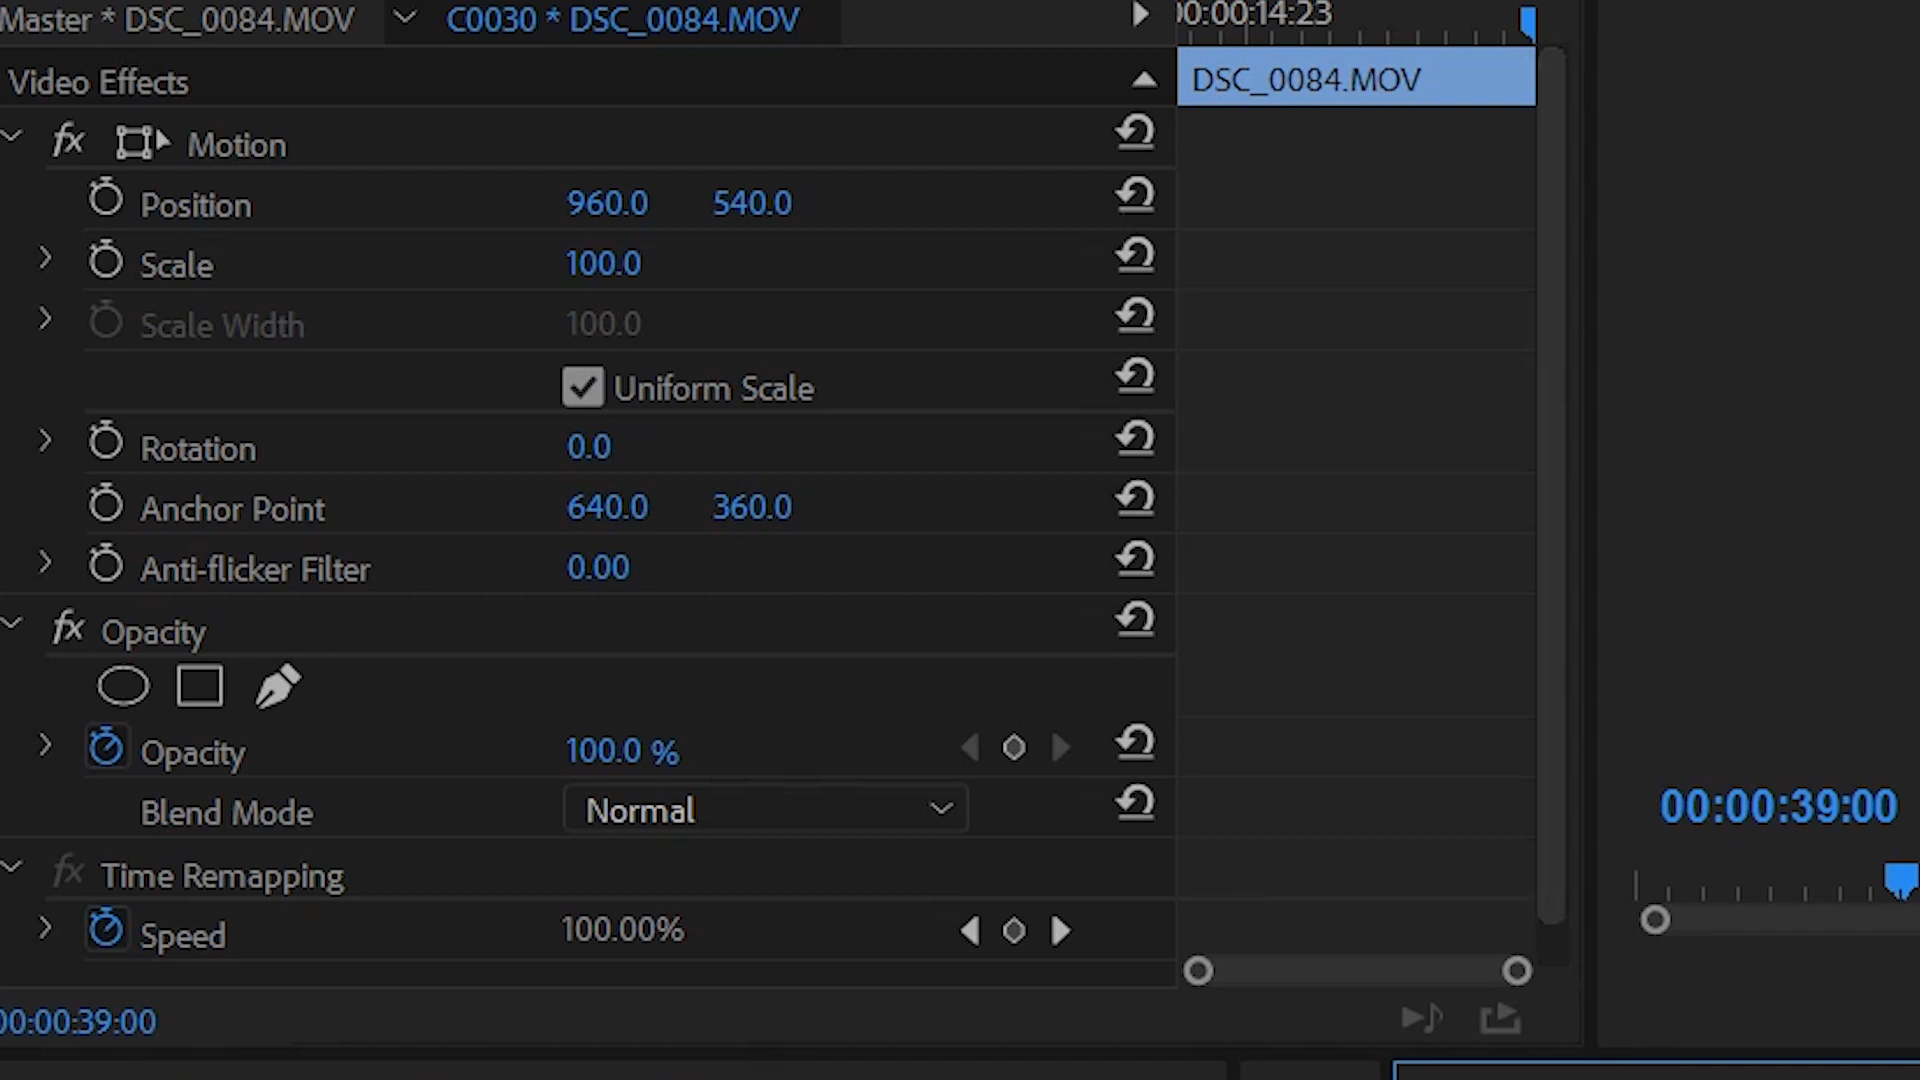 Master * DSC_0084.MOV
C0030 * DSC_0084.MOV
00:00:14:23
Video Effects
DSC_0084.MOV
fx Motion
Position 960.0 540.0
Scale 100.0
Scale Width 100.0
Uniform Scale
Rotation 0.0
Anchor Point 640.0 360.0
Anti-flicker Filter 0.00
fx Opacity
Opacity 100.0 %
Blend Mode Normal
00:00:39:00
fx Time Remapping
Speed 100.00%
00:00:39:00